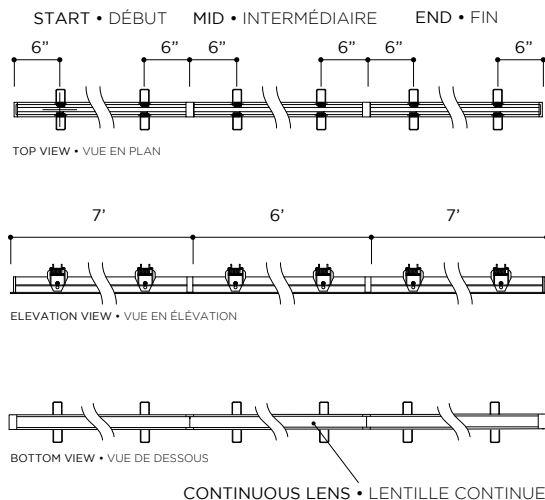 START • DÉBUT MID • INTERMÉDIAIRE END • FIN
6” 6” 6” 6” 6” 6”
TOP VIEW • VUE EN PLAN
7’ 6’ 7’
ELEVATION VIEW • VUE EN ÉLÉVATION
BOTTOM VIEW • VUE DE DESSOUS
CONTINUOUS LENS • LENTILLE CONTINUE